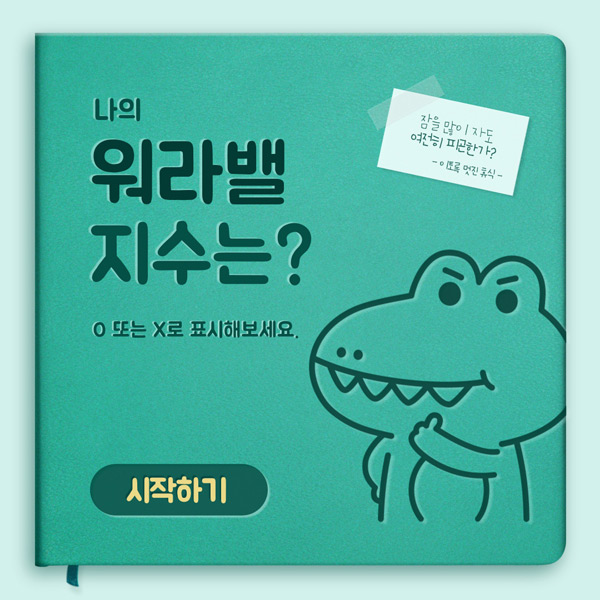 나의
워라밸
지수는?
O 또는 X로 표시해보세요.
잠을 많이 자도
여전히 피곤한가?
- 이토록 멋진 휴식 -
시작하기